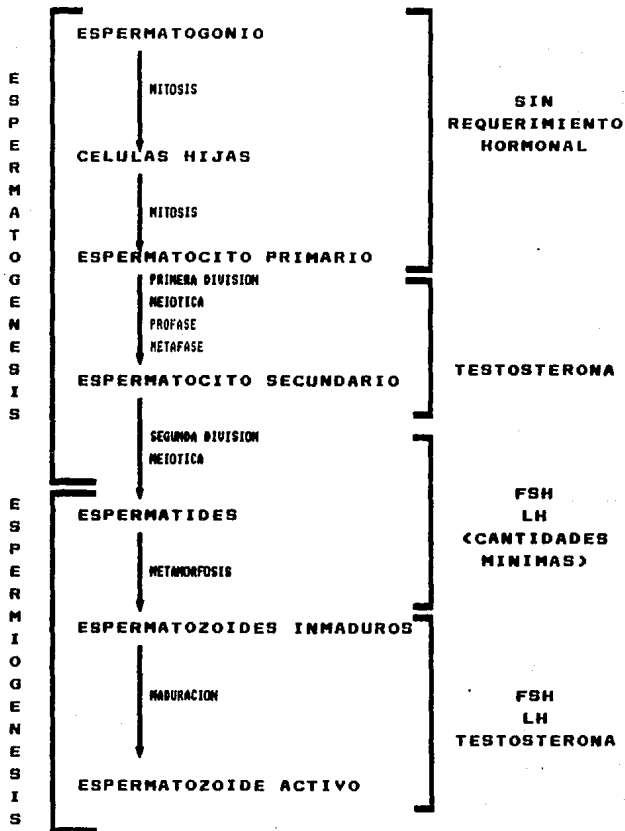 ESPERMATOGENESIS
ESPERMATOGONIO
MITOSIS
CELULAS HIJAS
MITOSIS
ESPERMATOCITO PRIMARIO
PRIMERA DIVISION
MEIOTICA
PROFASE
METAFASE
ESPERMATOCITO SECUNDARIO
SEGUNDA DIVISION
MEIOTICA
SIN
REQUERIMIENTO
HORMONAL
TESTOSTERONA
ESPERMIOGENESIS
ESPERMATIDES
METAMORFOSIS
ESPERMATOZOIDES INMADUROS
MADURACION
ESPERMATOZOIDE ACTIVO
FSH
LH
<CANTIDADES
MINIMAS>
FSH
LH
TESTOSTERONA